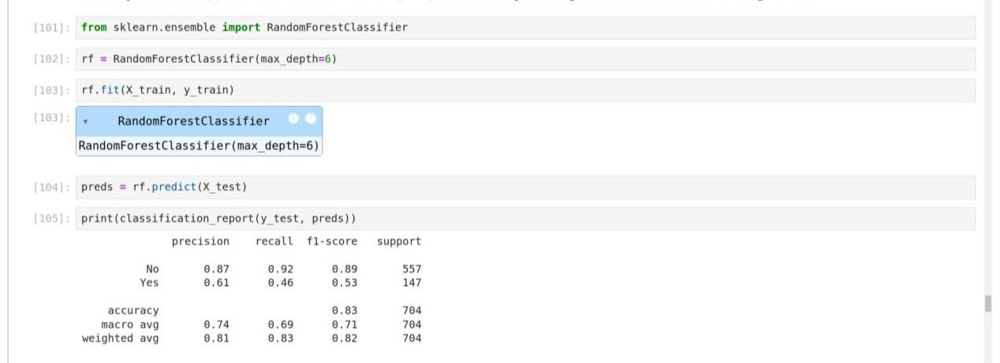 [101]: from sklearn.ensemble import RandomForestClassifier
[102]: rf = RandomForestClassifier(max_depth=6)
[103]: rf.fit(X_train, y_train)
[103]: ▾ RandomForestClassifier
RandomForestClassifier(max_depth=6)
[104]: preds = rf.predict(X_test)
[105]: print(classification_report(y_test, preds))
precision recall f1-score support
No 0.87 0.92 0.89 557
Yes 0.61 0.46 0.53 147
accuracy 0.83 704
macro avg 0.74 0.69 0.71 704
weighted avg 0.81 0.83 0.82 704